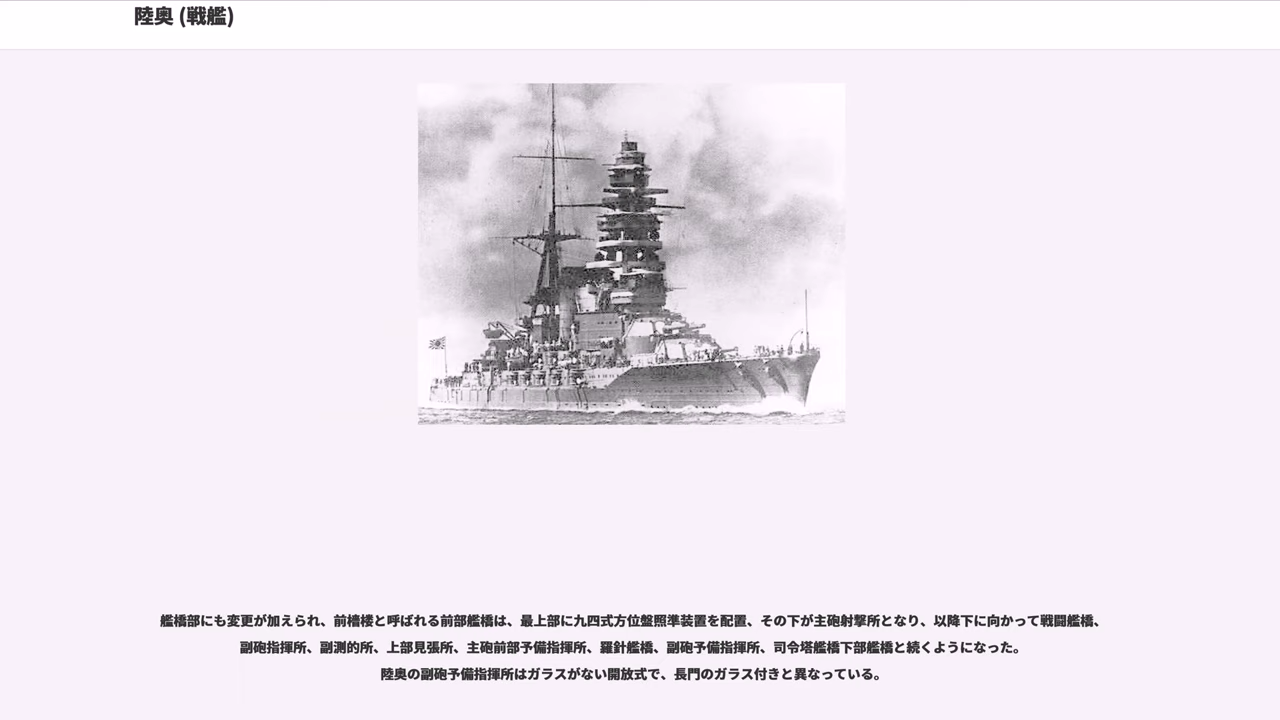 陸奥 (戦艦)
艦橋部にも変更が加えられ、前檣楼と呼ばれる前部艦橋は、最上部に九四式方位盤照準装置を配置、その下が主砲射撃所となり、以降下に向かって戦闘艦橋、
副砲指揮所、副測的所、上部見張所、主砲前部予備指揮所、羅針艦橋、副砲予備指揮所、司令塔艦橋下部艦橋と続くようになった。
陸奥の副砲予備指揮所はガラスがない開放式で、長門のガラス付きと異なっている。